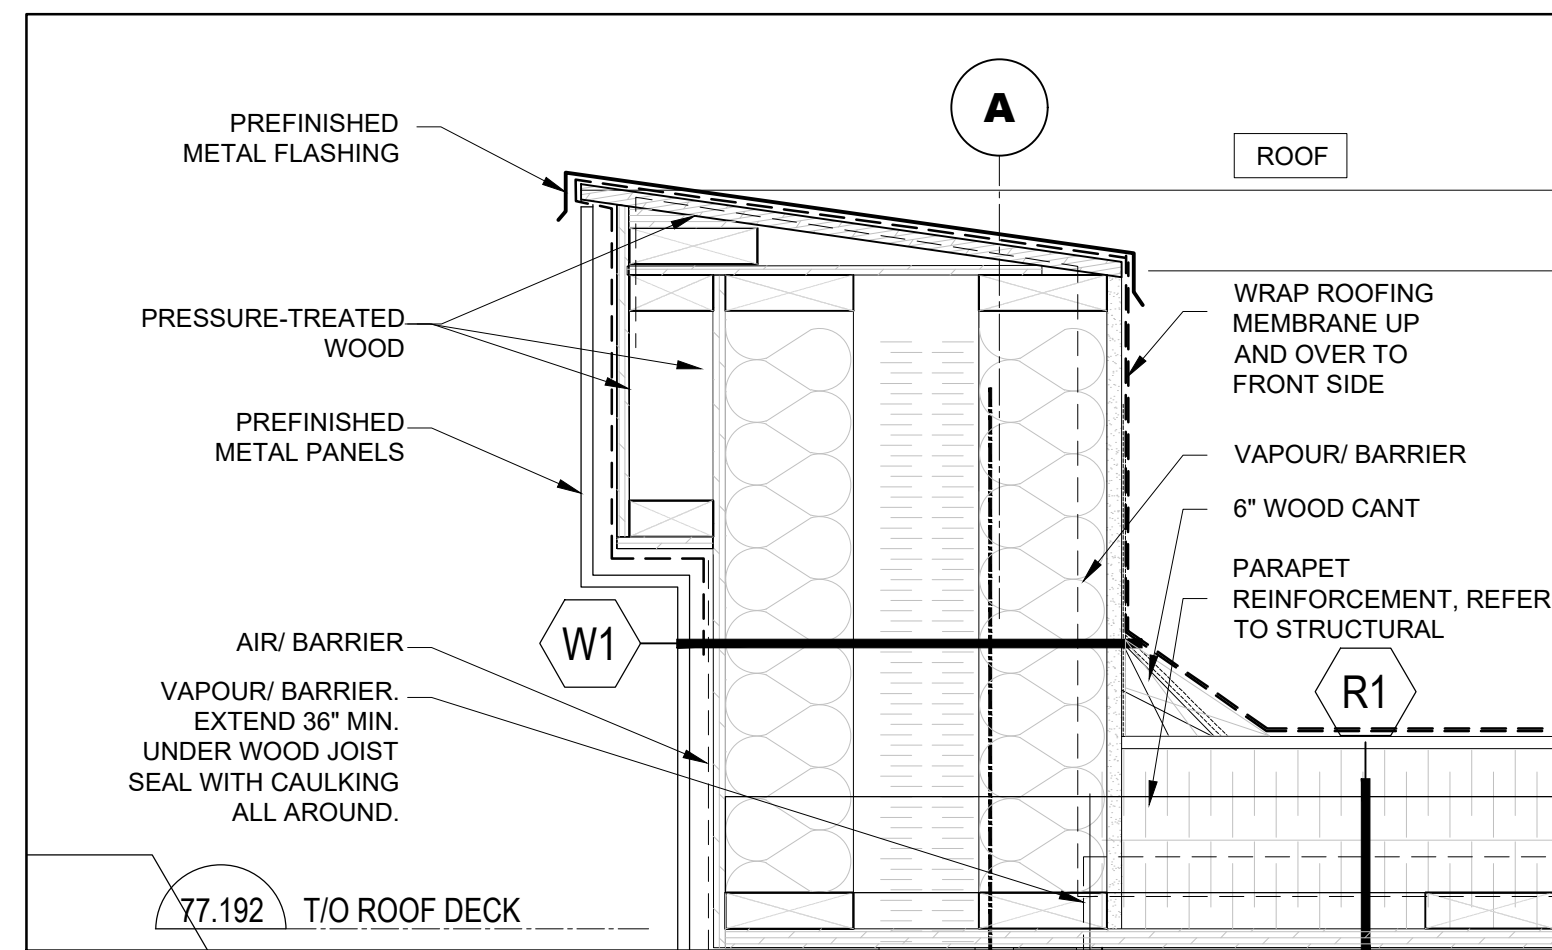 A
ROOF
PREFINISHED
METAL FLASHING
PRESSURE-TREATED
WOOD
PREFINISHED
METAL PANELS
W1
AIR/ BARRIER
VAPOUR/ BARRIER.
EXTEND 36" MIN.
UNDER WOOD JOIST
SEAL WITH CAULKING
ALL AROUND.
77.192 T/O ROOF DECK
WRAP ROOFING
MEMBRANE UP
AND OVER TO
FRONT SIDE
VAPOUR/ BARRIER
6" WOOD CANT
PARAPET
REINFORCEMENT, REFER
TO STRUCTURAL
R1